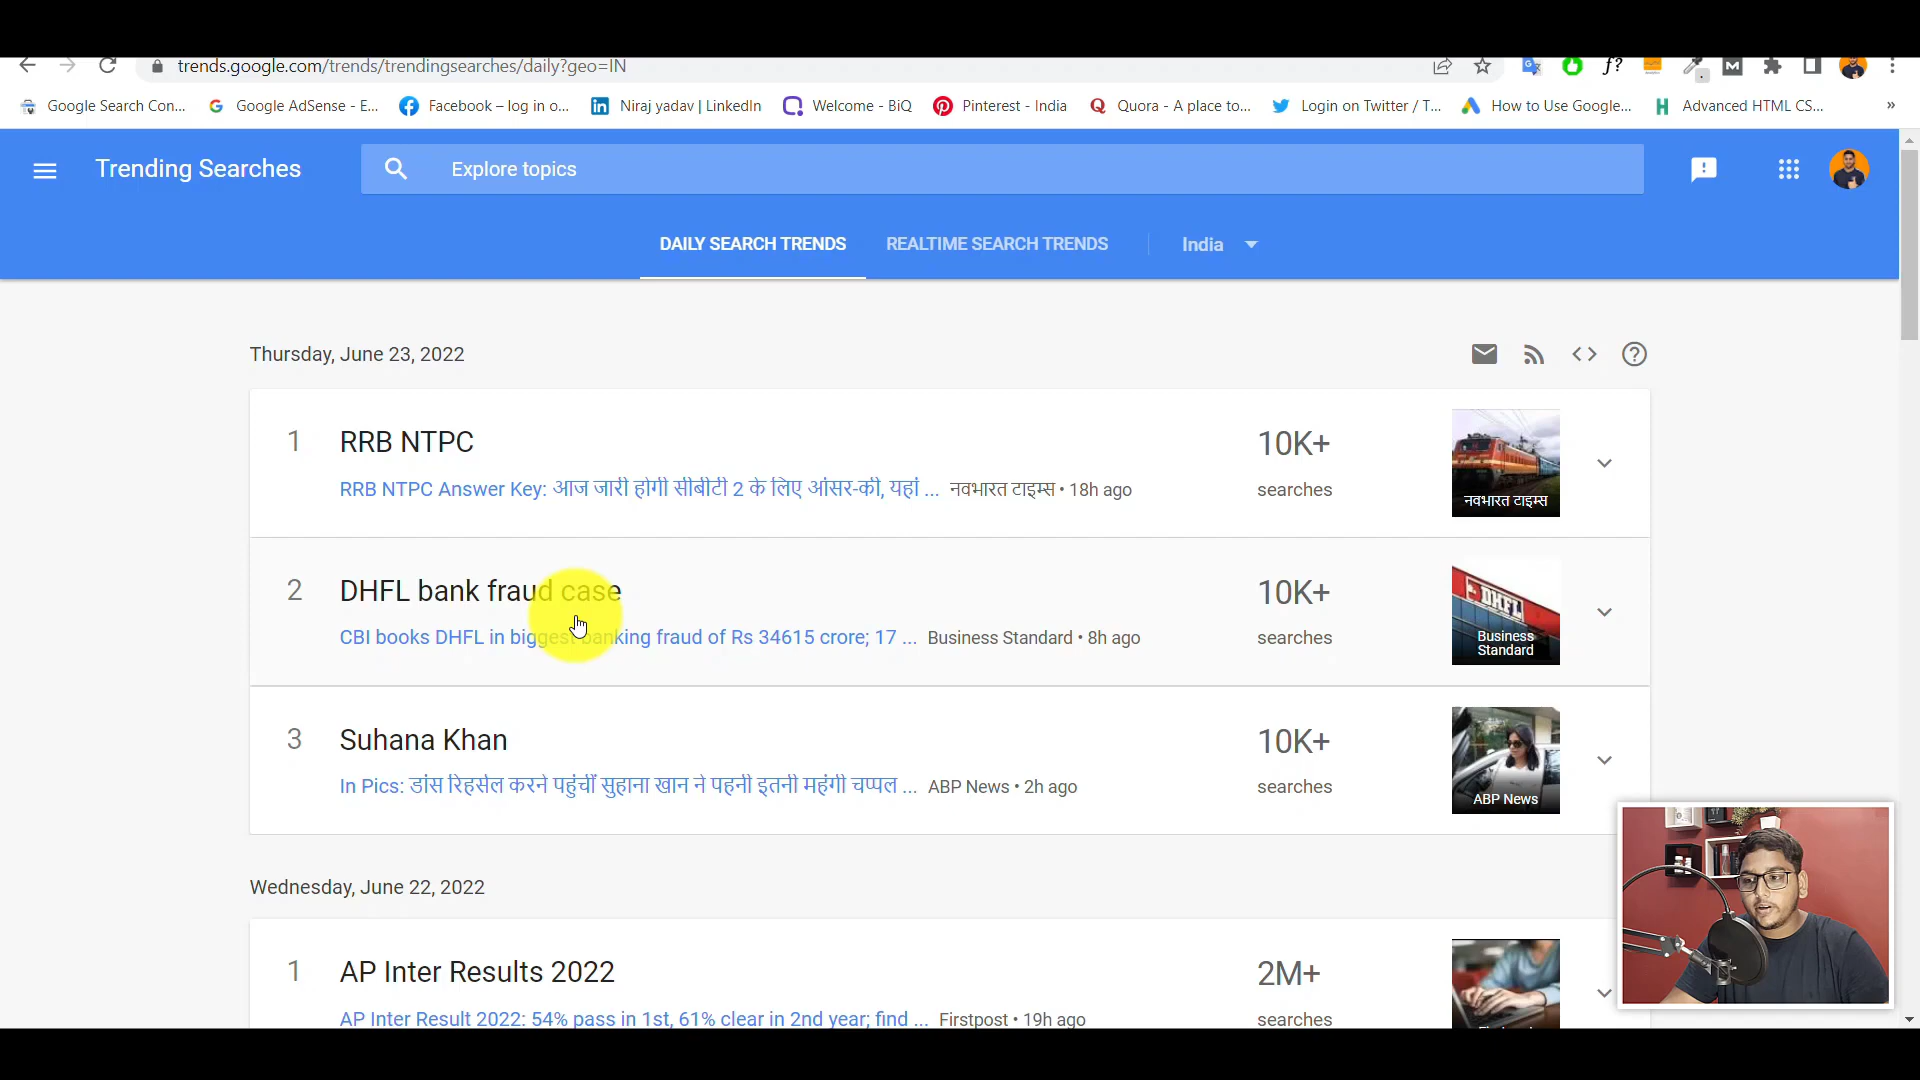 trends.google.com/trends/trendingsearches/daily?geo=IN
Google Search Con... Google AdSense - E... Facebook – log in o... Niraj yadav | LinkedIn Welcome - BiQ Pinterest - India Quora - A place to... Login on Twitter / T... How to Use Google... Advanced HTML CS... »
Trending Searches Explore topics
DAILY SEARCH TRENDS REALTIME SEARCH TRENDS India
Thursday, June 23, 2022
1 RRB NTPC 10K+
RRB NTPC Answer Key: आज जारी होगी सीबीटी 2 के लिए आंसर-की, यहां ... नवभारत टाइम्स • 18h ago searches
नवभारत टाइम्स
2 DHFL bank fraud case 10K+
DHFL
CBI books DHFL in biggest banking fraud of Rs 34615 crore; 17 ... Business Standard • 8h ago searches
Business
Standard
3 Suhana Khan 10K+
In Pics: डांस रिहर्सल करने पहुंचीं सुहाना खान ने पहनी इतनी महंगी चप्पल ... ABP News • 2h ago searches
ABP News
Wednesday, June 22, 2022
1 AP Inter Results 2022 2M+
AP Inter Result 2022: 54% pass in 1st, 61% clear in 2nd year; find ... Firstpost • 19h ago searches